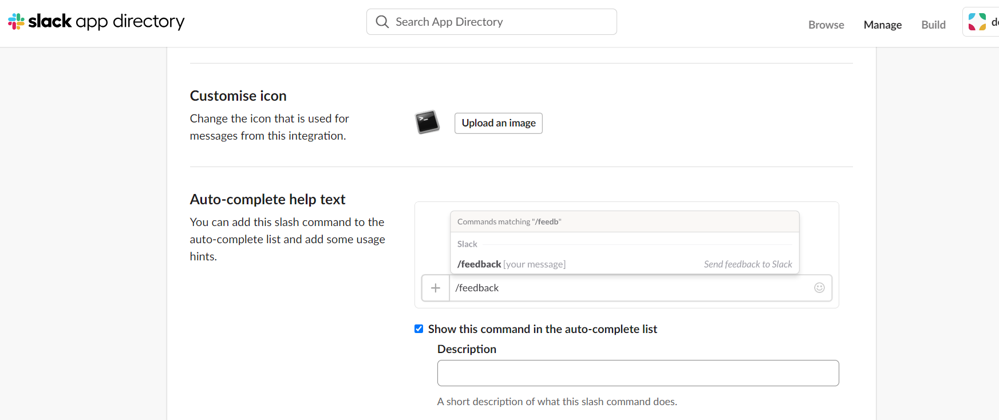 slack app directory
Search App Directory
Browse
Manage
Build
Customise icon
Change the icon that is used for
messages from this integration.
Upload an image
Auto-complete help text
You can add this slash command to the
auto-complete list and add some usage
hints.
Commands matching "/feedb"
Slack
/feedback [your message]
Send feedback to Slack
/feedback
Show this command in the auto-complete list
Description
A short description of what this slash command does.